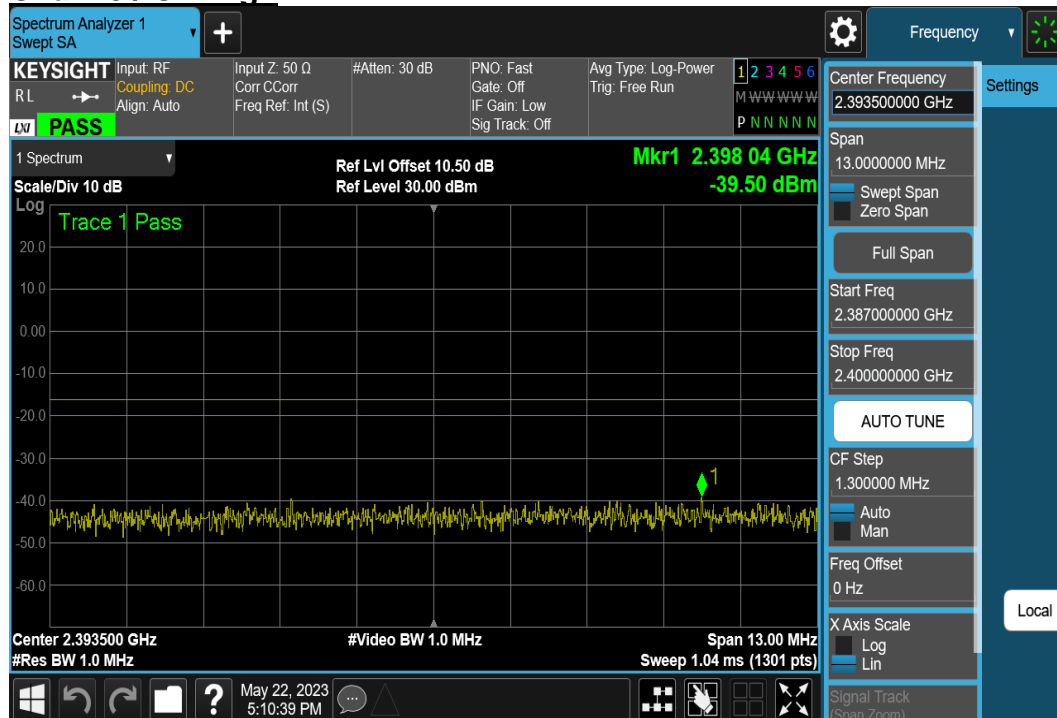 Spectrum Analyzer 1
Swept SA
+
Frequency
KEYSIGHT
RL
LXI PASS
Input: RF
Coupling: DC
Align: Auto
Input Z: 50 Ω
Corr CCorr
Freq Ref: Int (S)
#Atten: 30 dB
PNO: Fast
Gate: Off
IF Gain: Low
Sig Track: Off
Avg Type: Log-Power
Trig: Free Run
1 2 3 4 5 6
M W W W W W
P N N N N N
1 Spectrum
Scale/Div 10 dB
Log
Ref Lvl Offset 10.50 dB
Ref Level 30.00 dBm
Mkr1 2.398 04 GHz
-39.50 dBm
Trace 1 Pass
20.0
10.0
0.00
-10.0
-20.0
-30.0
-40.0
-50.0
-60.0
1
Center 2.393500 GHz
#Res BW 1.0 MHz
#Video BW 1.0 MHz
Span 13.00 MHz
Sweep 1.04 ms (1301 pts)
?
May 22, 2023
5:10:39 PM
Center Frequency
2.393500000 GHz
Settings
Span
13.0000000 MHz
Swept Span
Zero Span
Full Span
Start Freq
2.387000000 GHz
Stop Freq
2.400000000 GHz
AUTO TUNE
CF Step
1.300000 MHz
Auto
Man
Freq Offset
0 Hz
Local
X Axis Scale
Log
Lin
Signal Track
(Span Zoom)